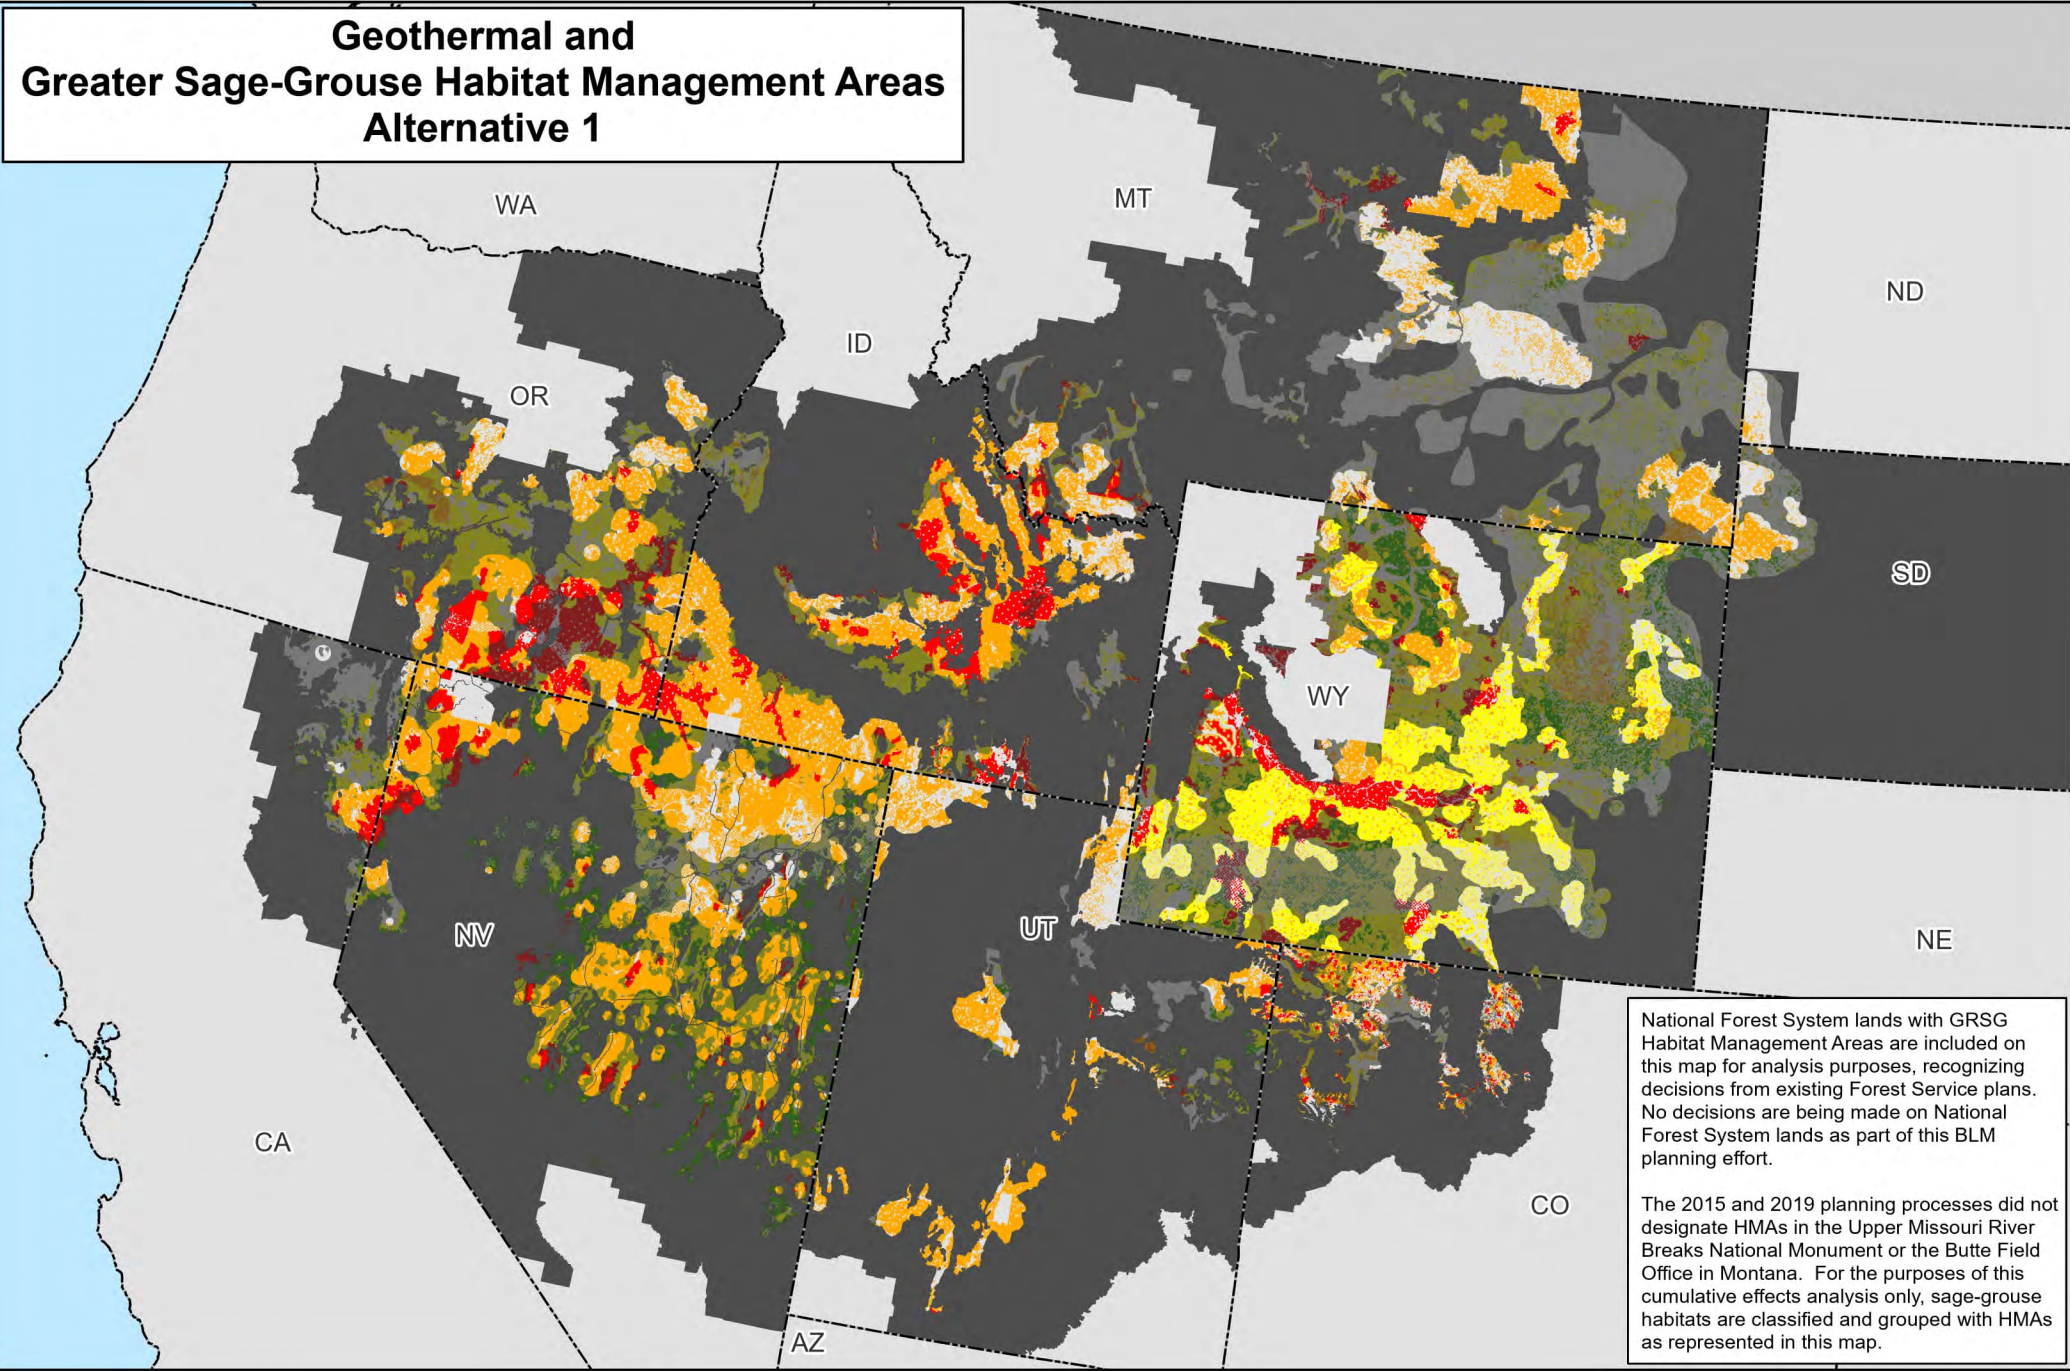 Geothermal and
Greater Sage-Grouse Habitat Management Areas
Alternative 1
WA
MT
ND
ID
OR
SD
WY
NV
UT
NE
CA
CO
AZ
National Forest System lands with GRSG
Habitat Management Areas are included on
this map for analysis purposes, recognizing
decisions from existing Forest Service plans.
No decisions are being made on National
Forest System lands as part of this BLM
planning effort.
The 2015 and 2019 planning processes did not
designate HMAs in the Upper Missouri River
Breaks National Monument or the Butte Field
Office in Montana.  For the purposes of this
cumulative effects analysis only, sage-grouse
habitats are classified and grouped with HMAs
as represented in this map.